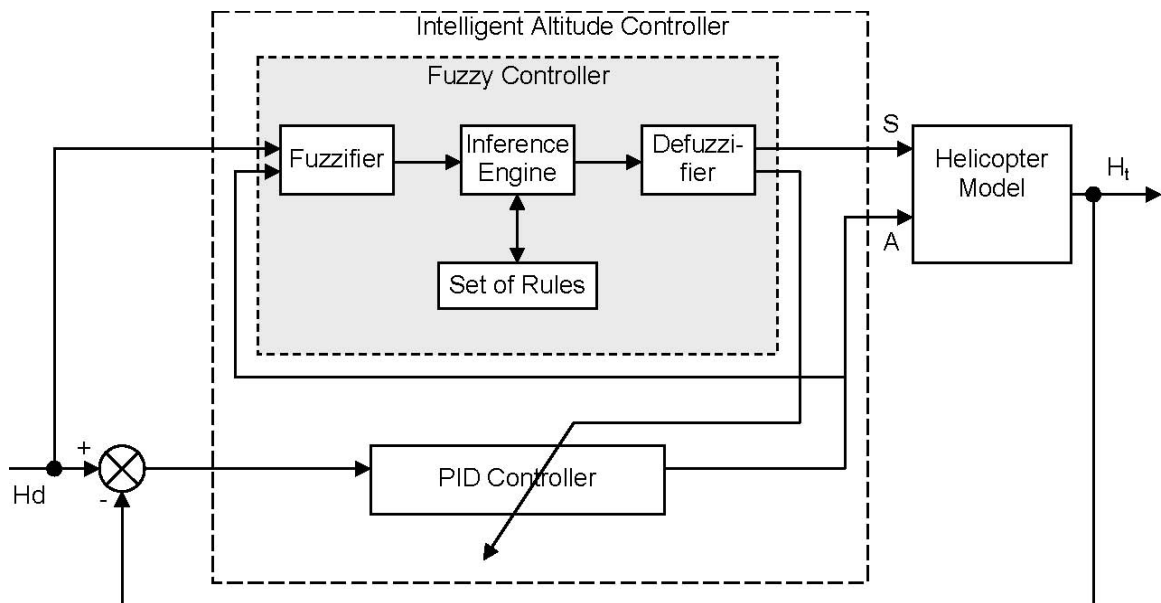 Intelligent Altitude Controller
Fuzzy Controller
Fuzzifier
Inference
Engine
Defuzzi-
fier
Set of Rules
S
A
Helicopter
Model
Hₜ
+
-
Hd
PID Controller